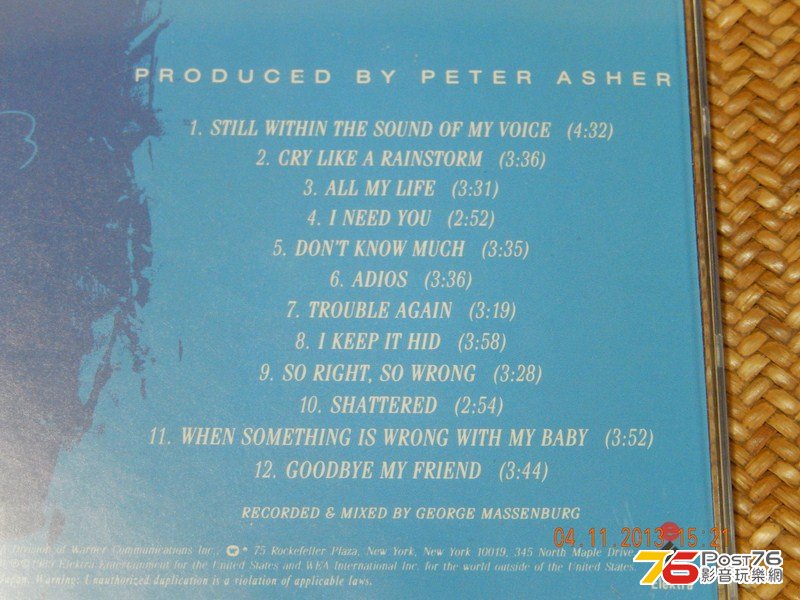 PRODUCED BY PETER ASHER
1. STILL WITHIN THE SOUND OF MY VOICE (4:32)
2. CRY LIKE A RAINSTORM (3:36)
3. ALL MY LIFE (3:31)
4. I NEED YOU (2:52)
5. DON'T KNOW MUCH (3:35)
6. ADIOS (3:36)
7. TROUBLE AGAIN (3:19)
8. I KEEP IT HID (3:58)
9. SO RIGHT, SO WRONG (3:28)
10. SHATTERED (2:54)
11. WHEN SOMETHING IS WRONG WITH MY BABY (3:52)
12. GOODBYE MY FRIEND (3:44)
RECORDED & MIXED BY GEORGE MASSENBURG
04.11.2013 15:21
Division of Warner Communications Inc., * 75 Rockefeller Plaza, New York, New York 10019, 345 North Maple Drive
Elektra Entertainment for the United States and WEA International Inc. for the world outside of the United States.
Japan. Warning: Unauthorized duplication is a violation of applicable laws.
76 Post76
影音玩樂網